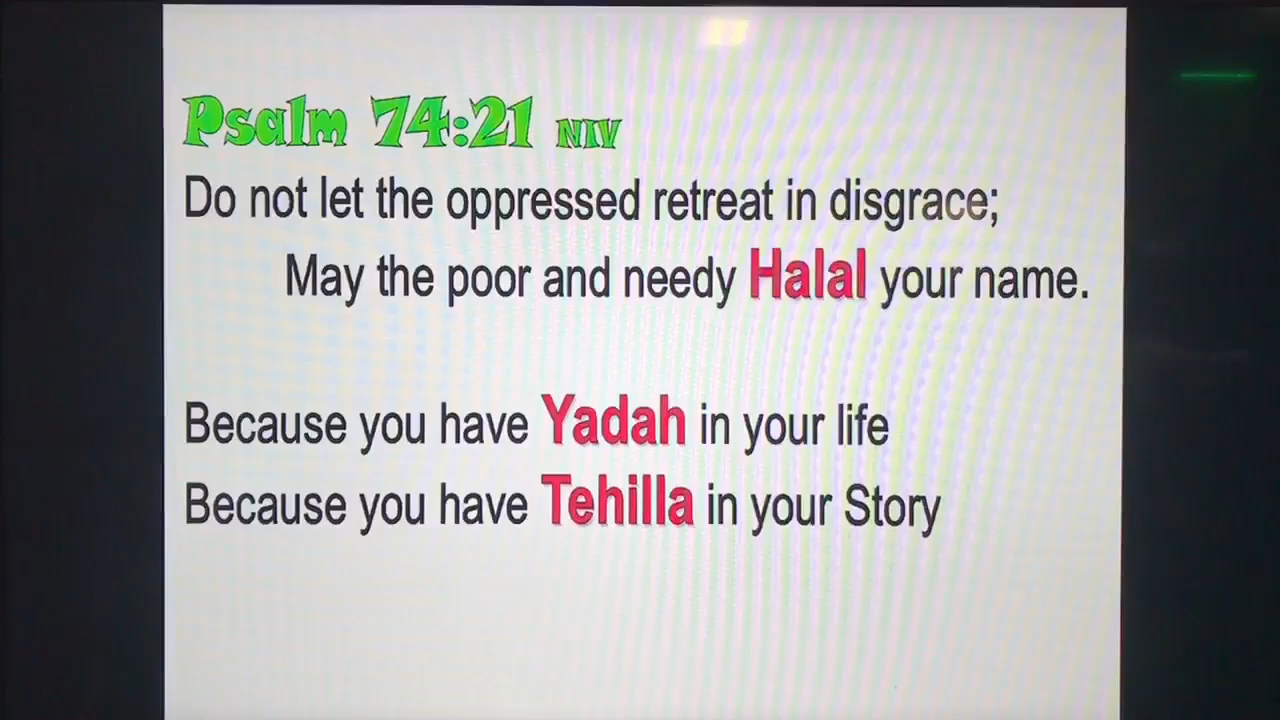 Psalm 74:21 NIV
Do not let the oppressed retreat in disgrace;
May the poor and needy Halal your name.
Because you have Yadah in your life
Because you have Tehilla in your Story